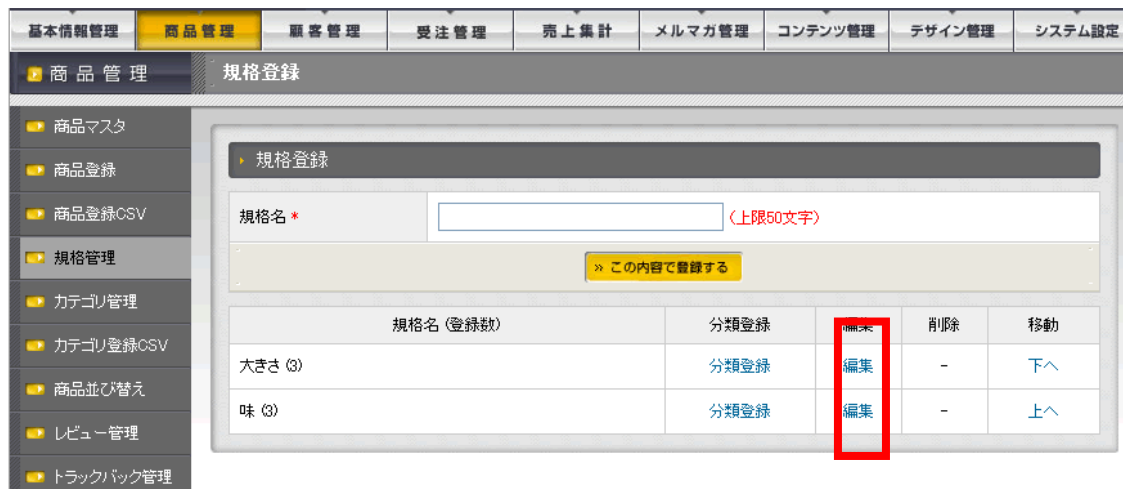 基本情報管理 商品管理 顧客管理 受注管理 売上集計 メルマガ管理 コンテンツ管理 デザイン管理 システム設定
商品管理 規格登録
商品マスタ
商品登録
商品登録CSV
規格管理
カテゴリ管理
カテゴリ登録CSV
商品並び替え
レビュー管理
トラックバック管理
規格登録
規格名 * (上限50文字)
» この内容で登録する
規格名 (登録数) 分類登録 編集 削除 移動
大きさ (3) 分類登録 編集 - 下へ
味 (3) 分類登録 編集 - 上へ